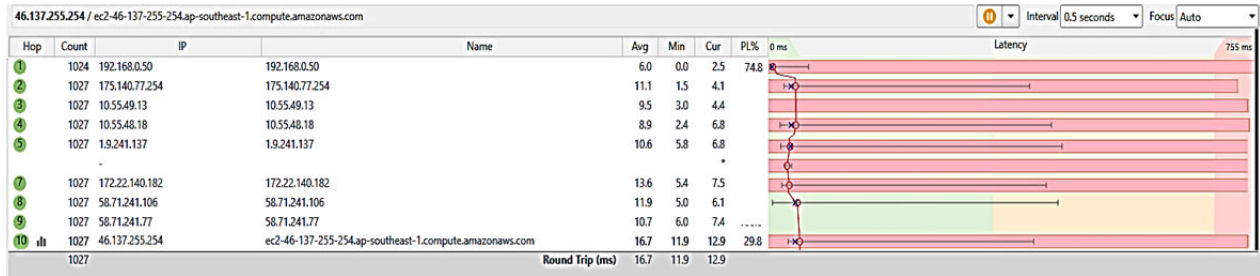 46.137.255.254 / ec2-46-137-255-254.ap-southeast-1.compute.amazonaws.com Interval 0.5 seconds Focus Auto
Hop Count IP Name Avg Min Cur PL% 0 ms Latency 755 ms
1 1024 192.168.0.50 192.168.0.50 6.0 0.0 2.5 74.8
2 1027 175.140.77.254 175.140.77.254 11.1 1.5 4.1
3 1027 10.55.49.13 10.55.49.13 9.5 3.0 4.4
4 1027 10.55.48.18 10.55.48.18 8.9 2.4 6.8
5 1027 1.9.241.137 1.9.241.137 10.6 5.8 6.8
- *
7 1027 172.22.140.182 172.22.140.182 13.6 5.4 7.5
8 1027 58.71.241.106 58.71.241.106 11.9 5.0 6.1
9 1027 58.71.241.77 58.71.241.77 10.7 6.0 7.4
10 1027 46.137.255.254 ec2-46-137-255-254.ap-southeast-1.compute.amazonaws.com 16.7 11.9 12.9 29.8
1027 Round Trip (ms) 16.7 11.9 12.9